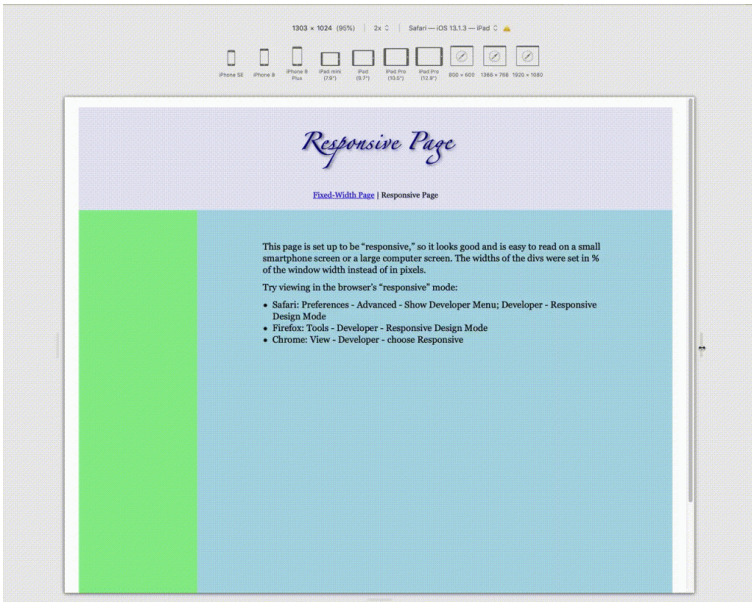 1303 × 1024 (95%) 2x Safari — iOS 13.1.3 — iPad
iPhone SE iPhone 8 iPhone 8 Plus iPad mini (7.9") iPad (9.7") iPad Pro (10.5") iPad Pro (12.9") 800 × 600 1366 × 768 1920 × 1080
Responsive Page
Fixed-Width Page | Responsive Page
This page is set up to be “responsive,” so it looks good and is easy to read on a small
smartphone screen or a large computer screen. The widths of the divs were set in %
of the window width instead of in pixels.
Try viewing in the browser’s “responsive” mode:
• Safari: Preferences - Advanced - Show Developer Menu; Developer - Responsive
Design Mode
• Firefox: Tools - Developer - Responsive Design Mode
• Chrome: View - Developer - choose Responsive